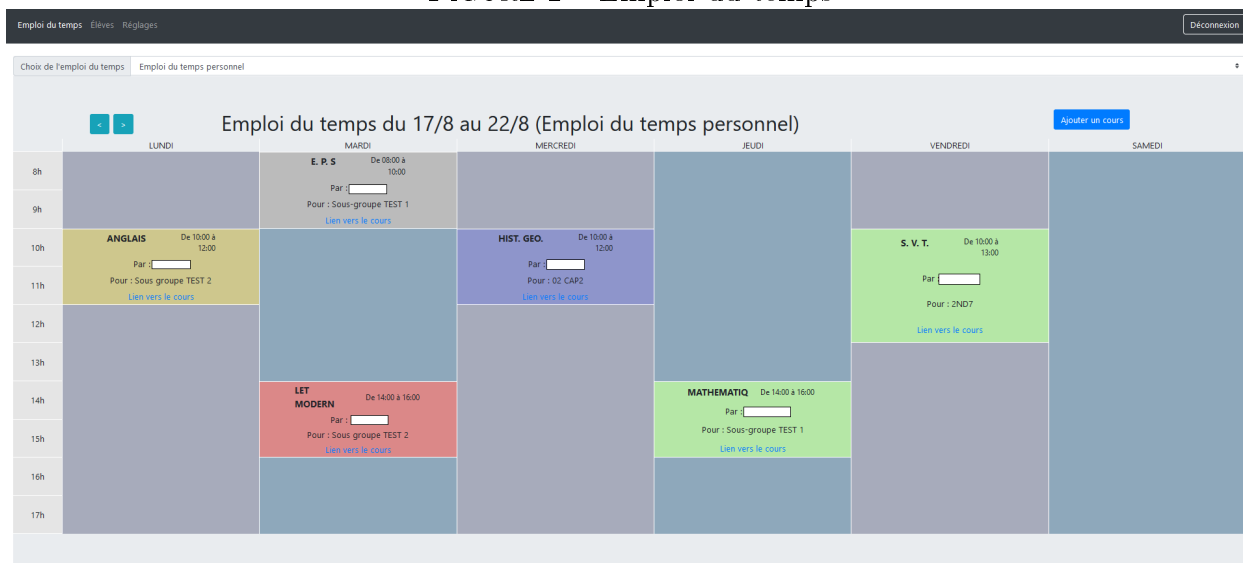 Emploi du temps Élèves Réglages Déconnexion
Choix de l'emploi du temps Emploi du temps personnel
< > Emploi du temps du 17/8 au 22/8 (Emploi du temps personnel) Ajouter un cours
LUNDI MARDI MERCREDI JEUDI VENDREDI SAMEDI
8h
9h
10h
11h
12h
13h
14h
15h
16h
17h
ANGLAIS De 10:00 à
12:00
Par :
Pour : Sous groupe TEST 2
Lien vers le cours
E. P. S De 08:00 à
10:00
Par :
Pour : Sous-groupe TEST 1
Lien vers le cours
LET
MODERN De 14:00 à 16:00
Par :
Pour : Sous groupe TEST 2
Lien vers le cours
HIST. GEO. De 10:00 à
12:00
Par :
Pour : 02 CAP2
Lien vers le cours
MATHEMATIQ De 14:00 à 16:00
Par :
Pour : Sous-groupe TEST 1
Lien vers le cours
S. V. T. De 10:00 à
13:00
Par :
Pour : 2ND7
Lien vers le cours